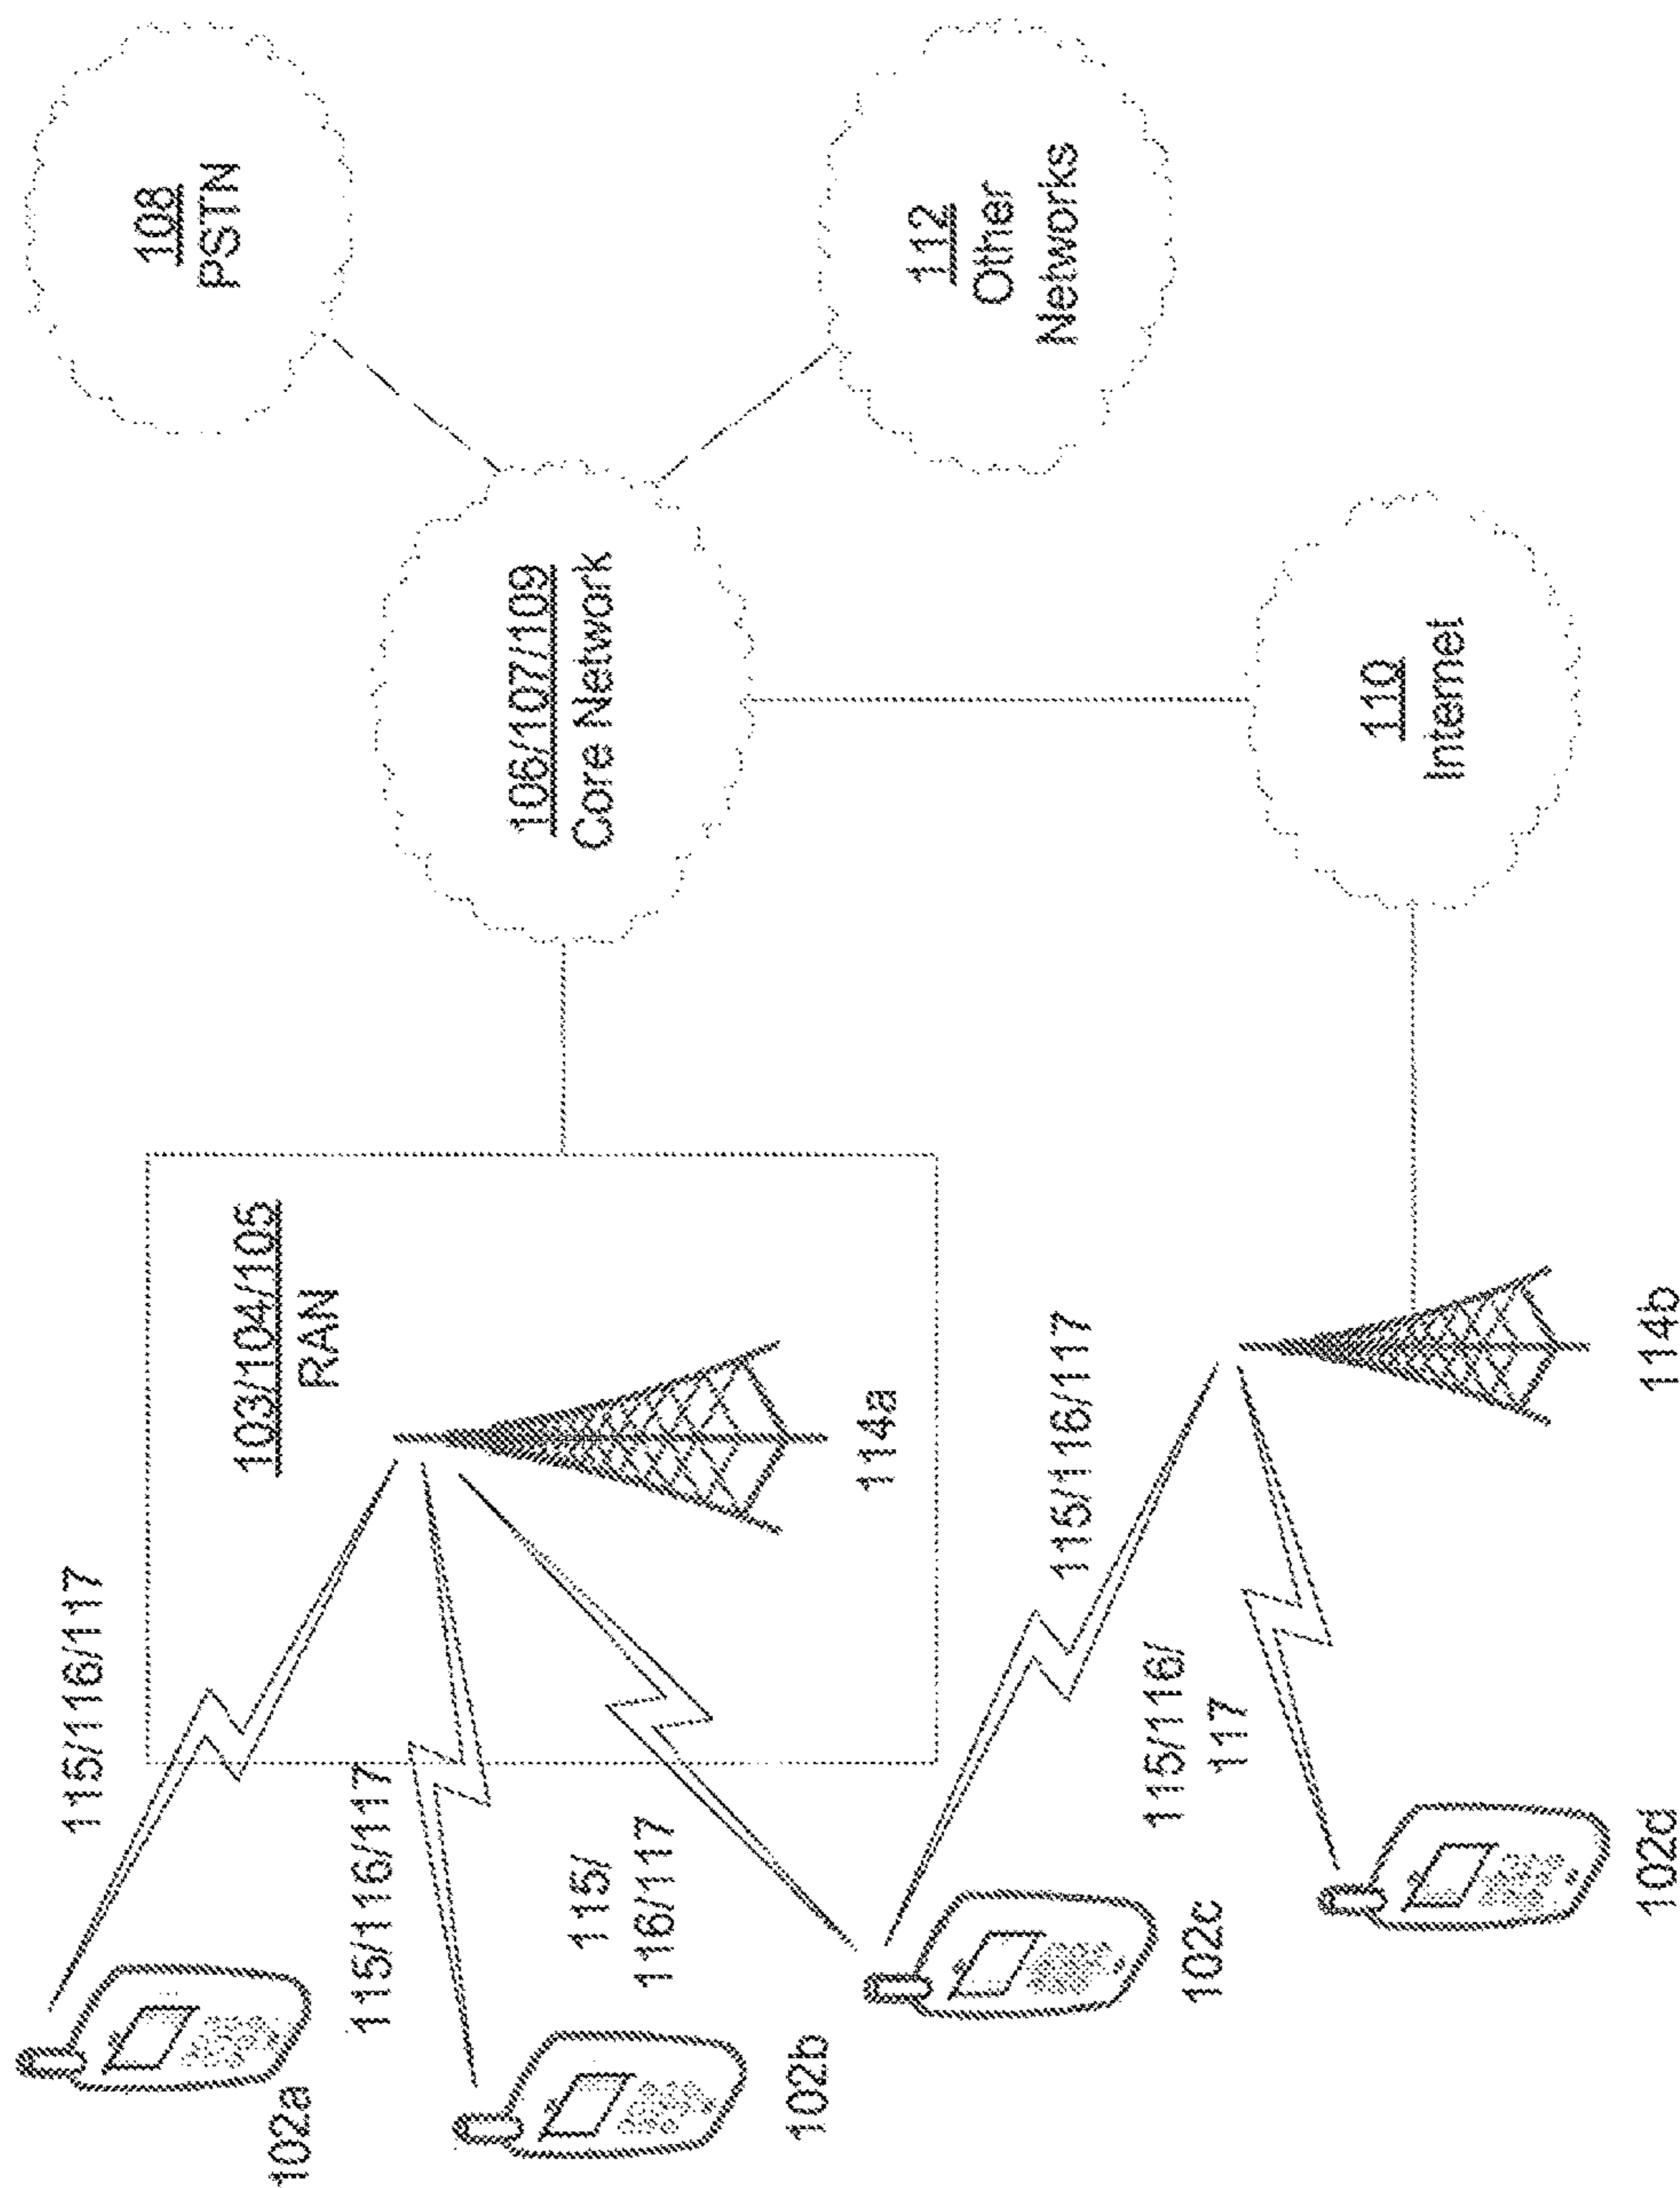 115/116/117
102a
103/104/105
RAN
115/116/117
102b
115/
116/117
114a
106/107/109
Core Network
108
PSTN
112
Other
Networks
102c
115/116/117
115/116/
117
102d
114b
110
Internet